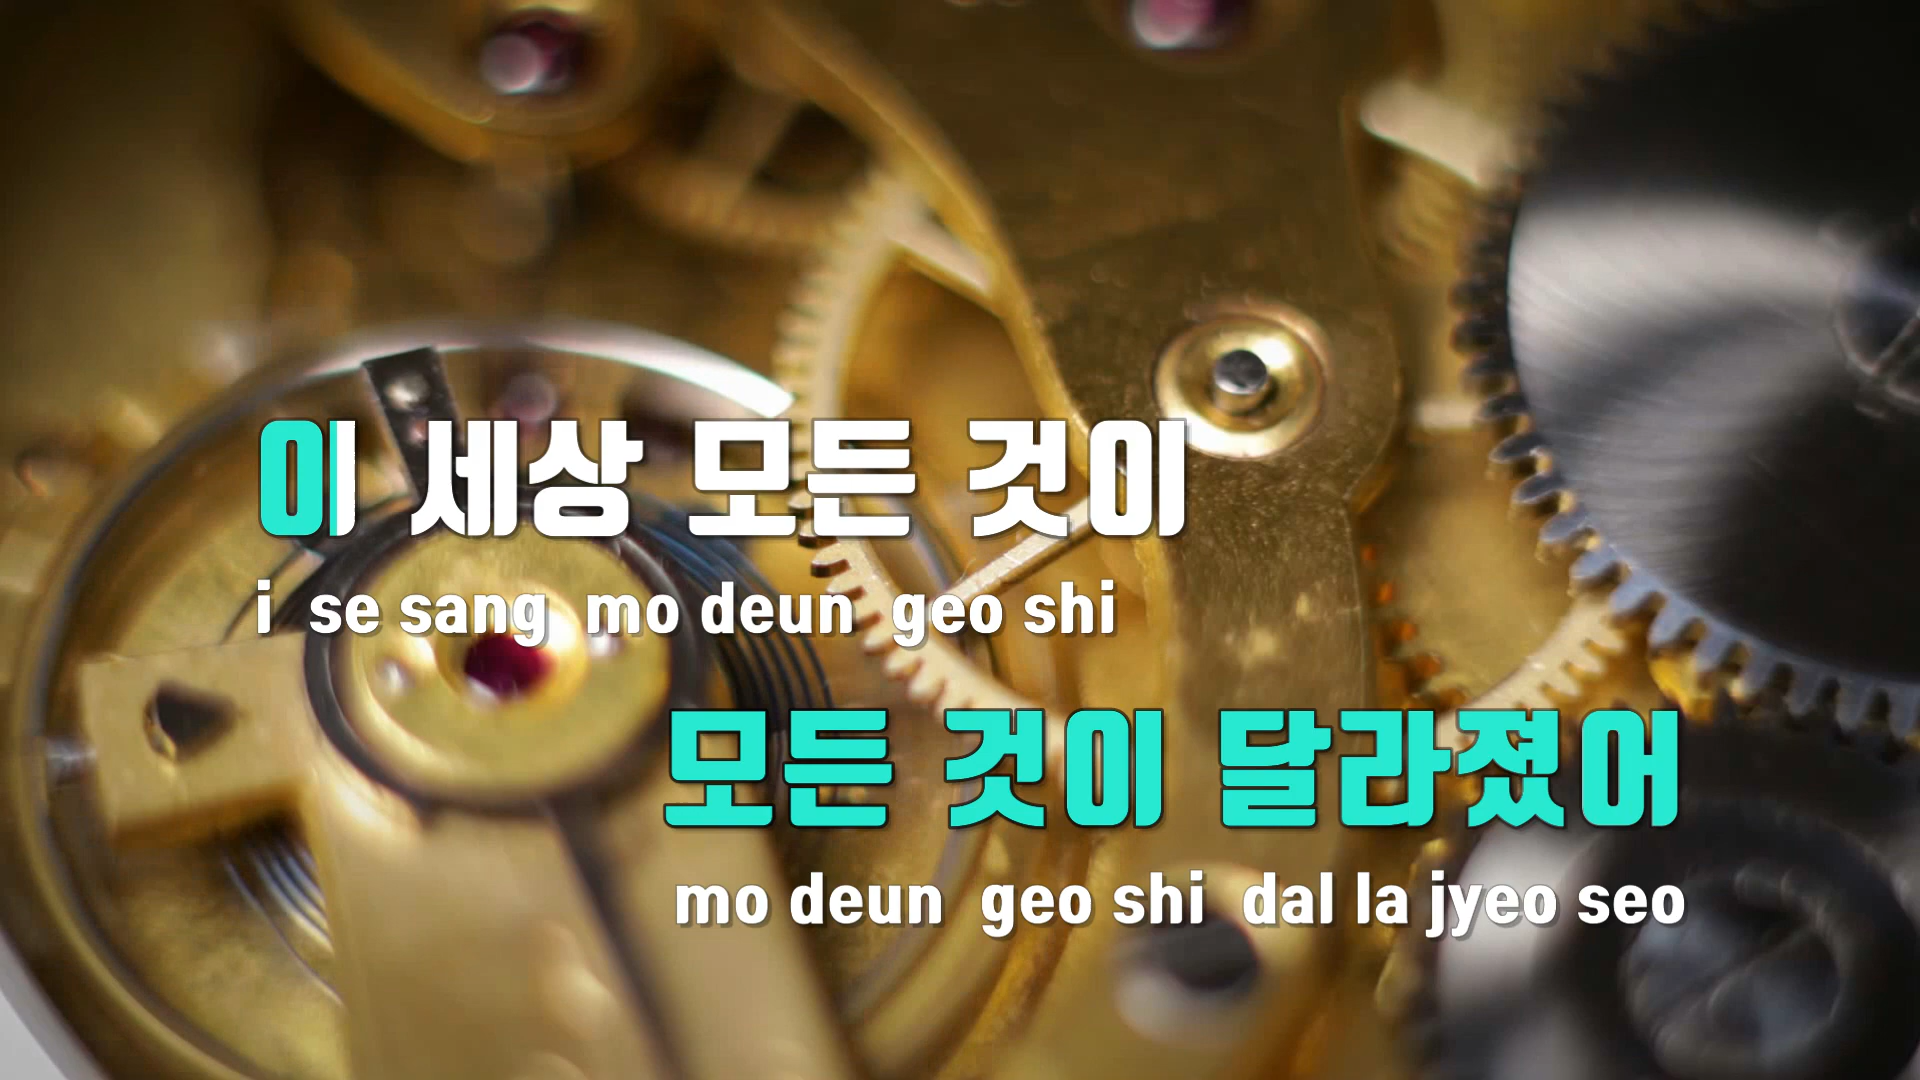 이 세상 모든 것이
i se sang mo deun geo shi
모든 것이 달라졌어
mo deun geo shi dal la jyeo seo